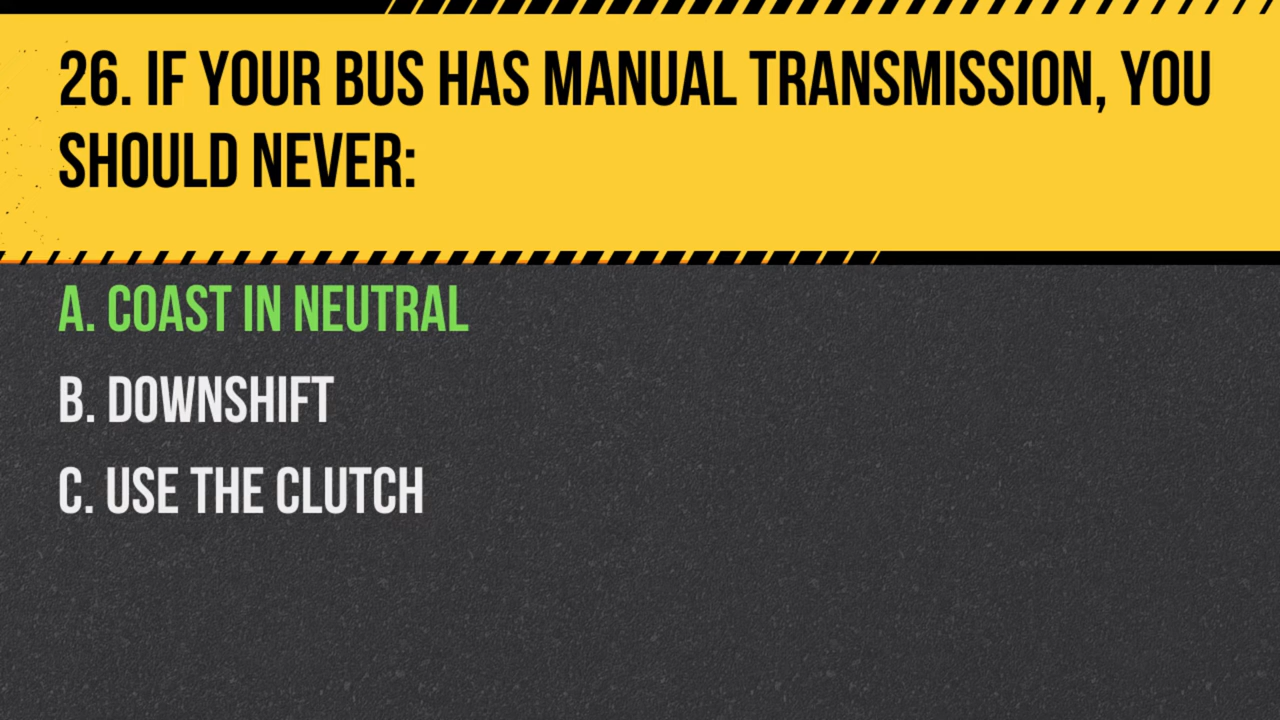 26. IF YOUR BUS HAS MANUAL TRANSMISSION, YOU
SHOULD NEVER:
A. COAST IN NEUTRAL
B. DOWNSHIFT
C. USE THE CLUTCH